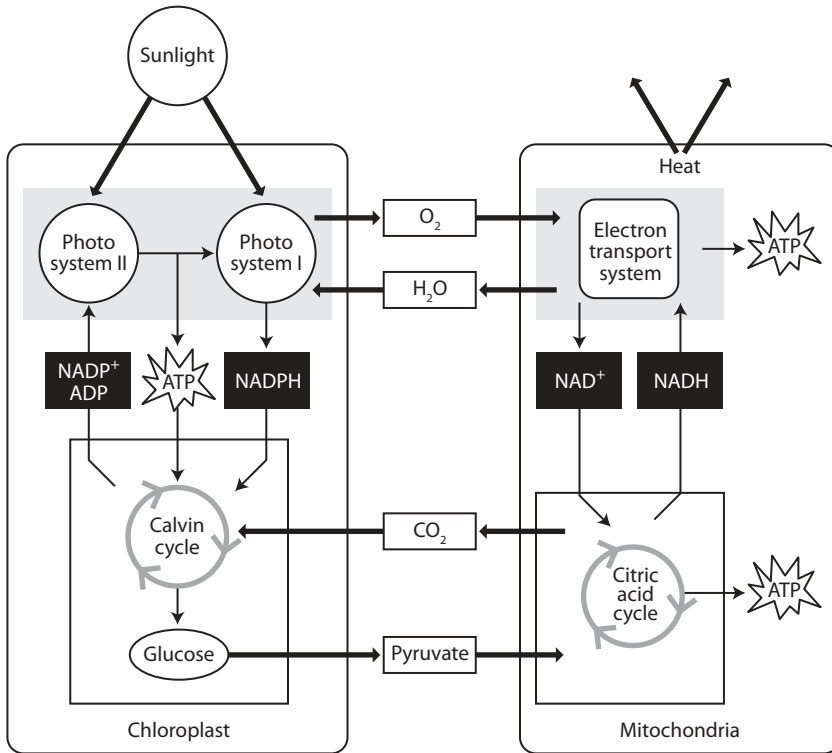 Sunlight
Heat
Photo
system II
Photo
system I
O₂
H₂O
Electron
transport
system
ATP
NADP⁺
ADP
ATP
NADPH
NAD⁺
NADH
Calvin
cycle
CO₂
Citric
acid
cycle
ATP
Glucose
Pyruvate
Chloroplast
Mitochondria